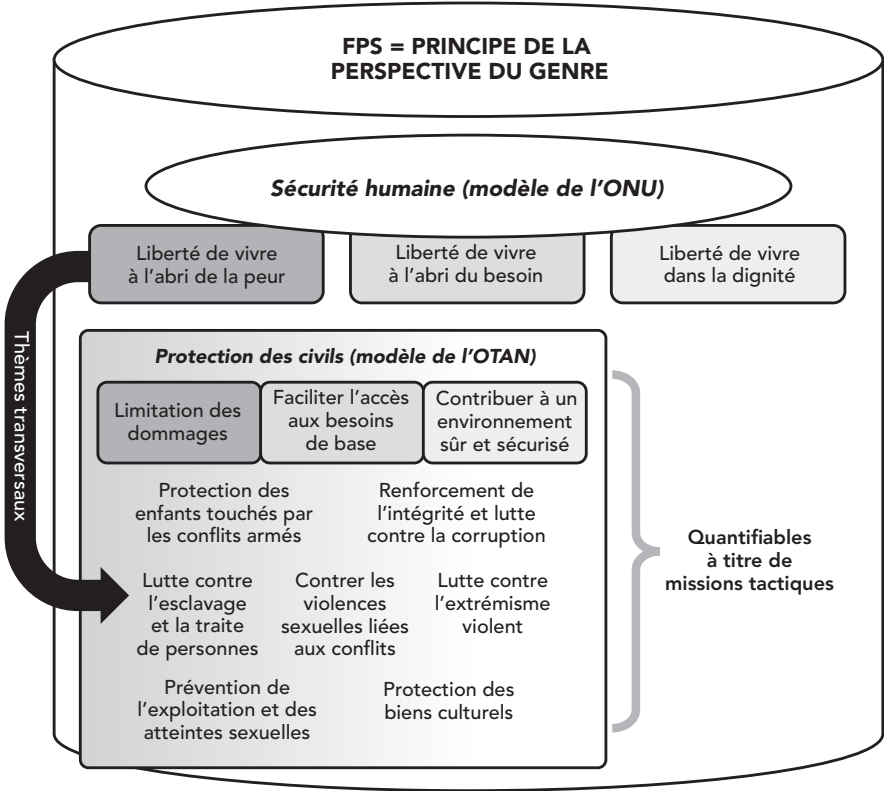 FPS = PRINCIPE DE LA
PERSPECTIVE DU GENRE
Sécurité humaine (modèle de l'ONU)
Liberté de vivre
à l'abri de la peur
Liberté de vivre
à l'abri du besoin
Liberté de vivre
dans la dignité
Thèmes transversaux
Protection des civils (modèle de l'OTAN)
Limitation des
dommages
Faciliter l'accès
aux besoins
de base
Contribuer à un
environnement
sûr et sécurisé
Protection des
enfants touchés par
les conflits armés
Renforcement de
l'intégrité et lutte
contre la corruption
Lutte contre
l'esclavage
et la traite
de personnes
Contrer les
violences
sexuelles liées
aux conflits
Lutte contre
l'extrémisme
violent
Prévention de
l'exploitation et des
atteintes sexuelles
Protection des
biens culturels
Quantifiables
à titre de
missions tactiques